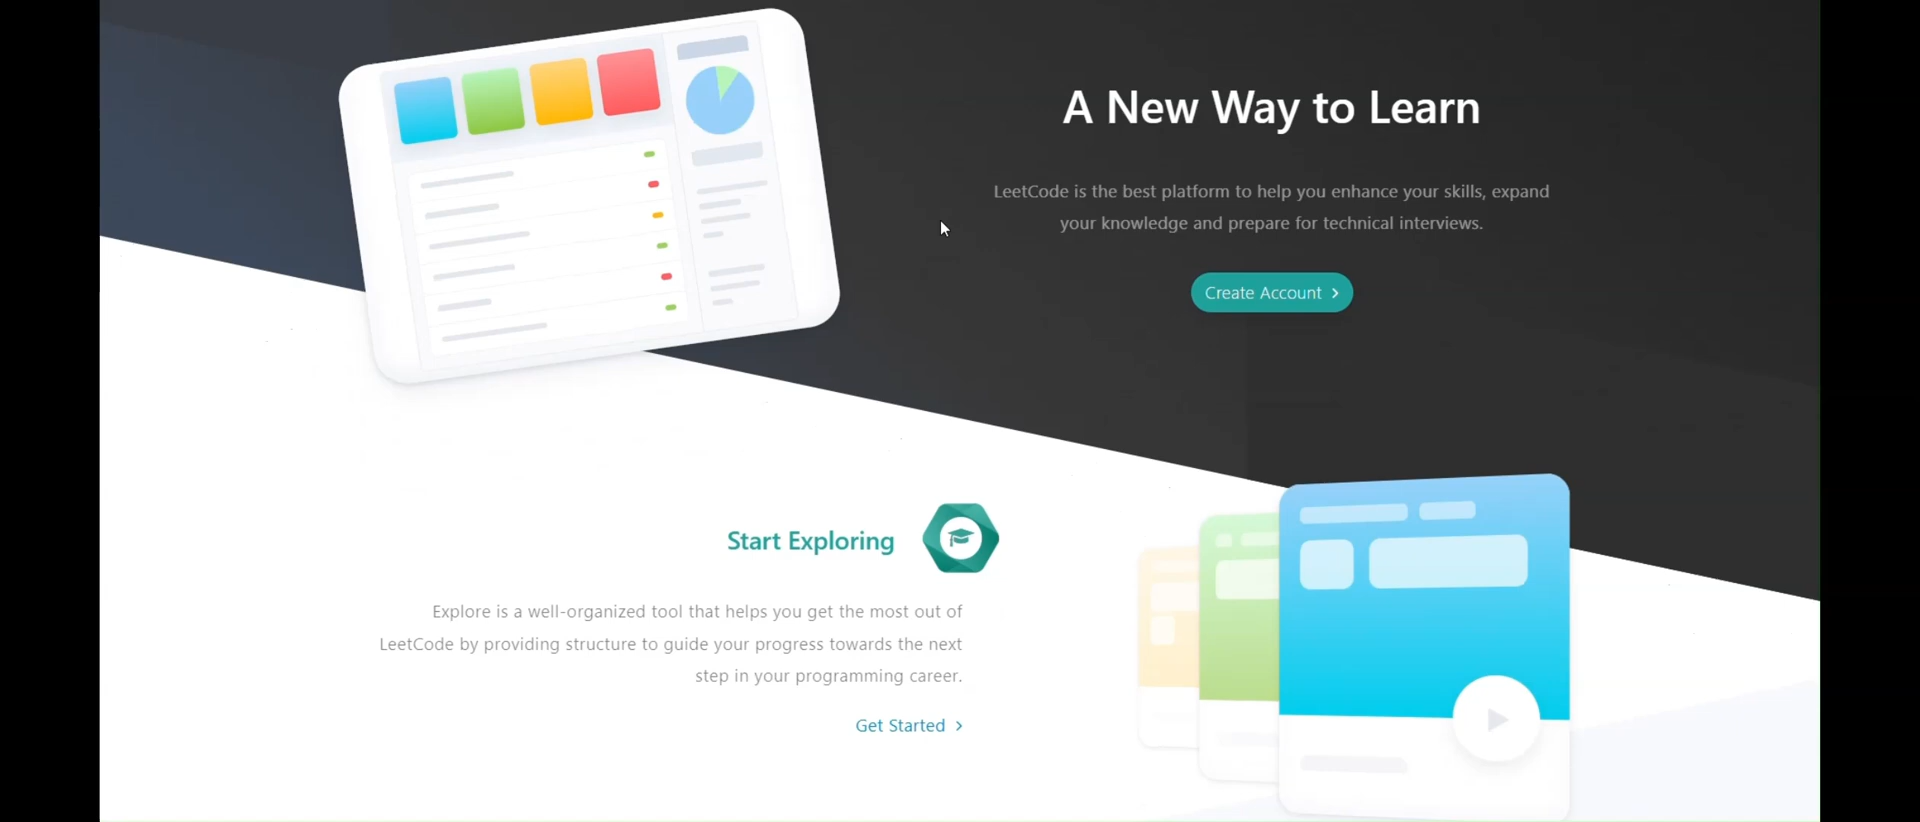 A New Way to Learn
LeetCode is the best platform to help you enhance your skills, expand
your knowledge and prepare for technical interviews.
Create Account
Start Exploring
Explore is a well-organized tool that helps you get the most out of
LeetCode by providing structure to guide your progress towards the next
step in your programming career.
Get Started